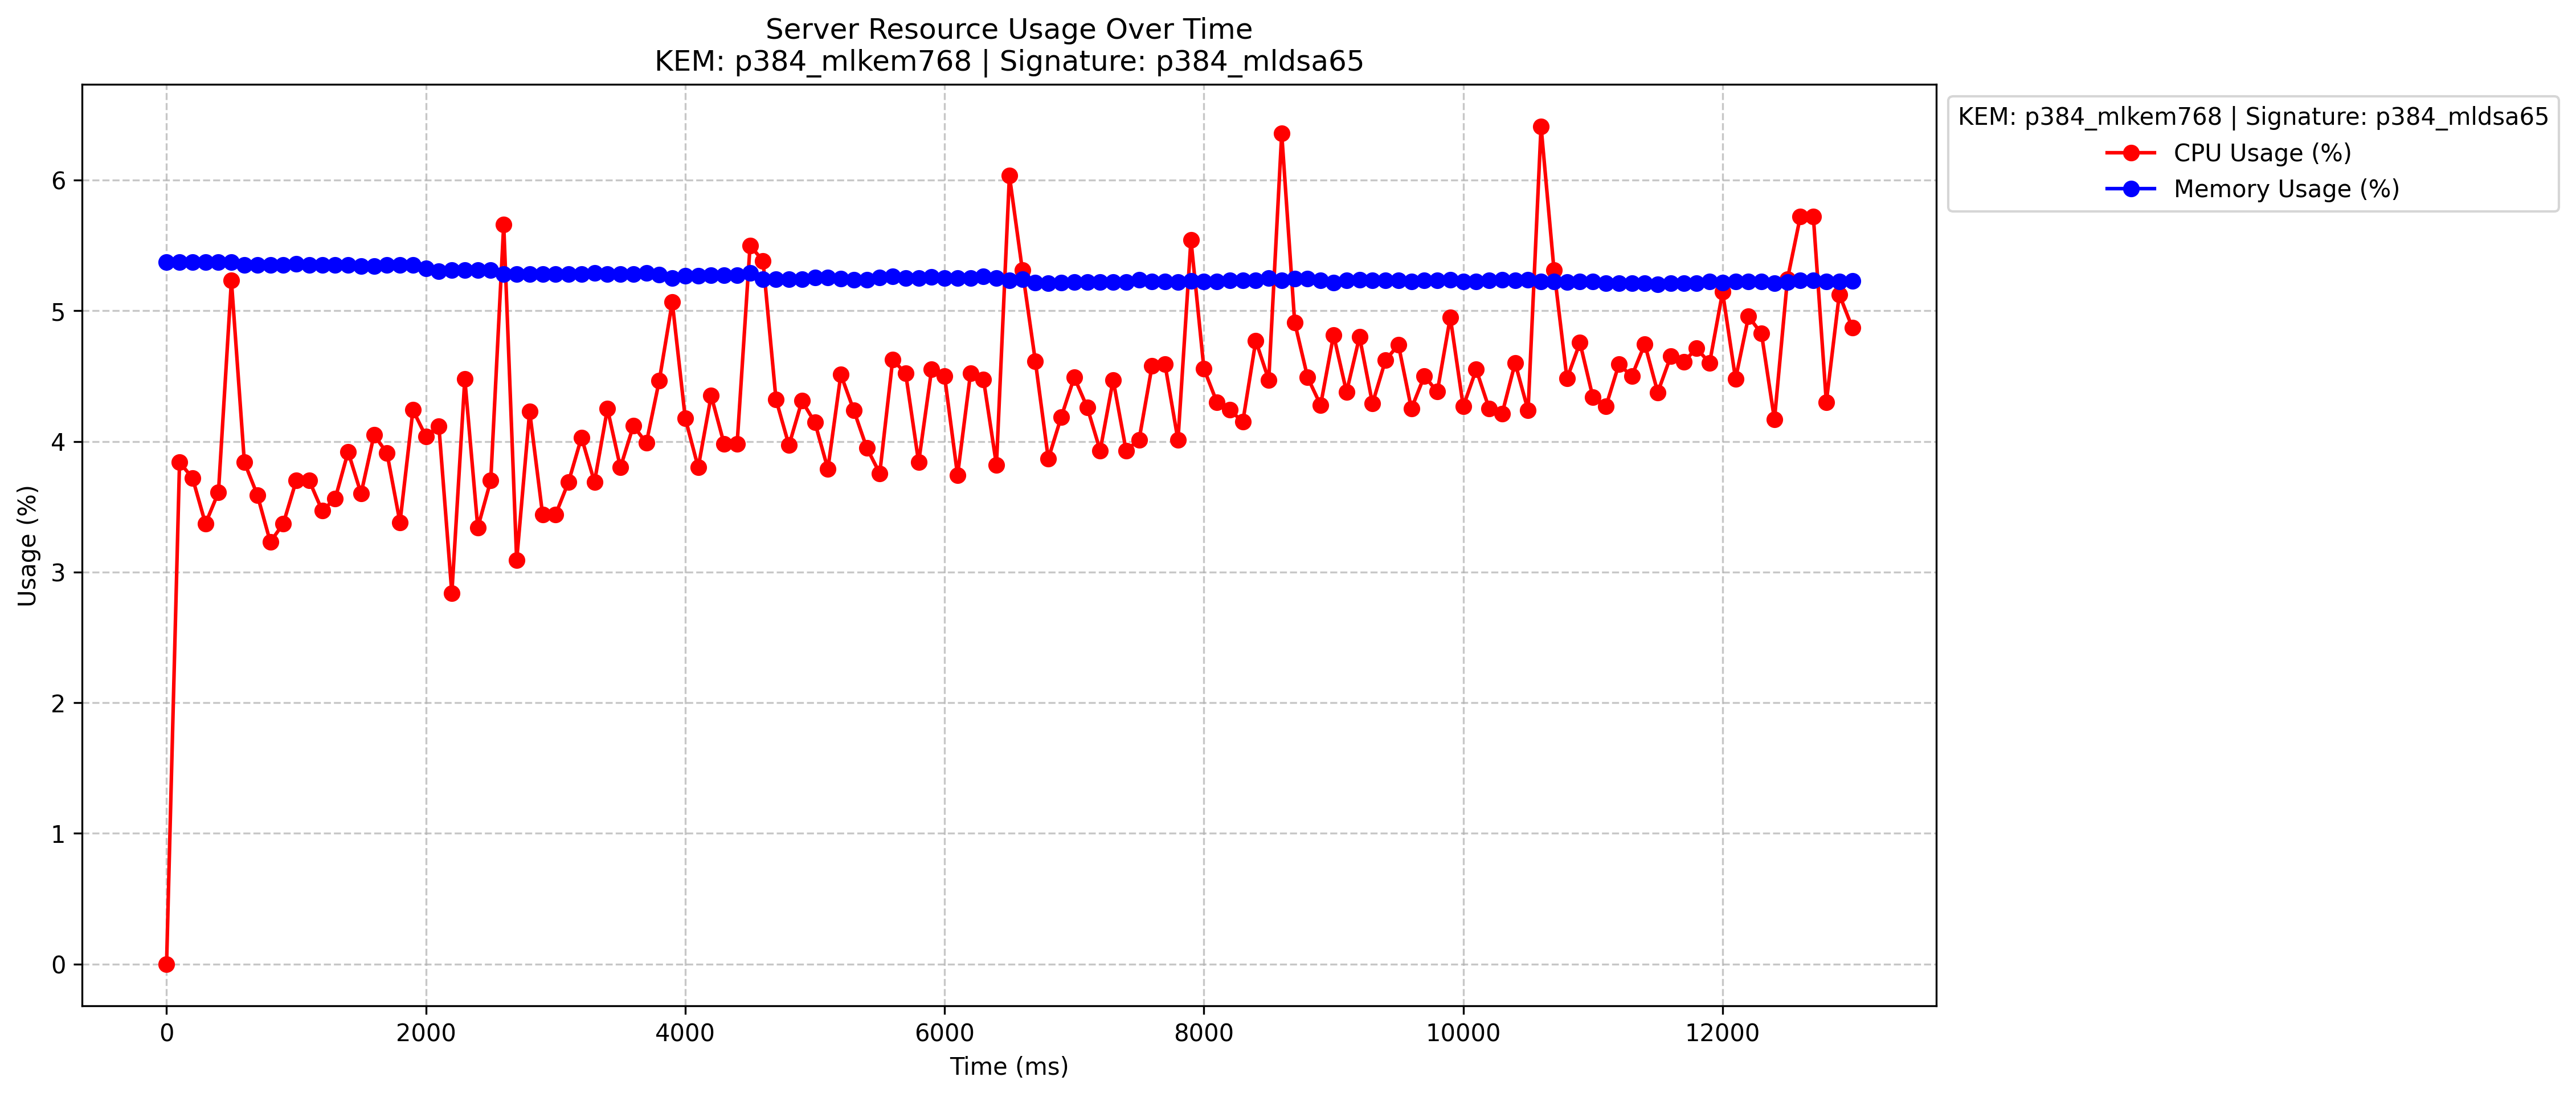 Server Resource Usage Over Time
KEM: p384_mlkem768 | Signature: p384_mldsa65
KEM: p384_mlkem768 | Signature: p384_mldsa65
CPU Usage (%)
Memory Usage (%)
Usage (%)
6
5
4
3
2
1
0
0 2000 4000 6000 8000 10000 12000
Time (ms)